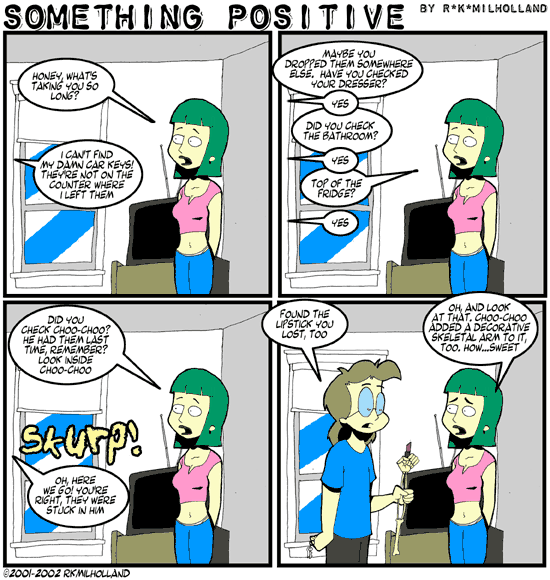 SOMETHING POSITIVE
BY R*K*MILHOLLAND
HONEY, WHAT'S
TAKING YOU SO
LONG?
I CAN'T FIND
MY DAMN CAR KEYS!
THEY'RE NOT ON THE
COUNTER WHERE
I LEFT THEM
MAYBE YOU
DROPPED THEM SOMEWHERE
ELSE. HAVE YOU CHECKED
YOUR DRESSER?
YES
DID YOU CHECK
THE BATHROOM?
YES
TOP OF THE
FRIDGE?
YES
DID YOU
CHECK CHOO-CHOO?
HE HAD THEM LAST
TIME, REMEMBER?
LOOK INSIDE
CHOO-CHOO
SKURP!
OH, HERE
WE GO! YOU'RE
RIGHT, THEY WERE
STUCK IN HIM
FOUND THE
LIPSTICK YOU
LOST, TOO
OH, AND LOOK
AT THAT. CHOO-CHOO
ADDED A DECORATIVE
SKELETAL ARM TO IT,
TOO. HOW...SWEET
©2001-2002 RKMILHOLLAND